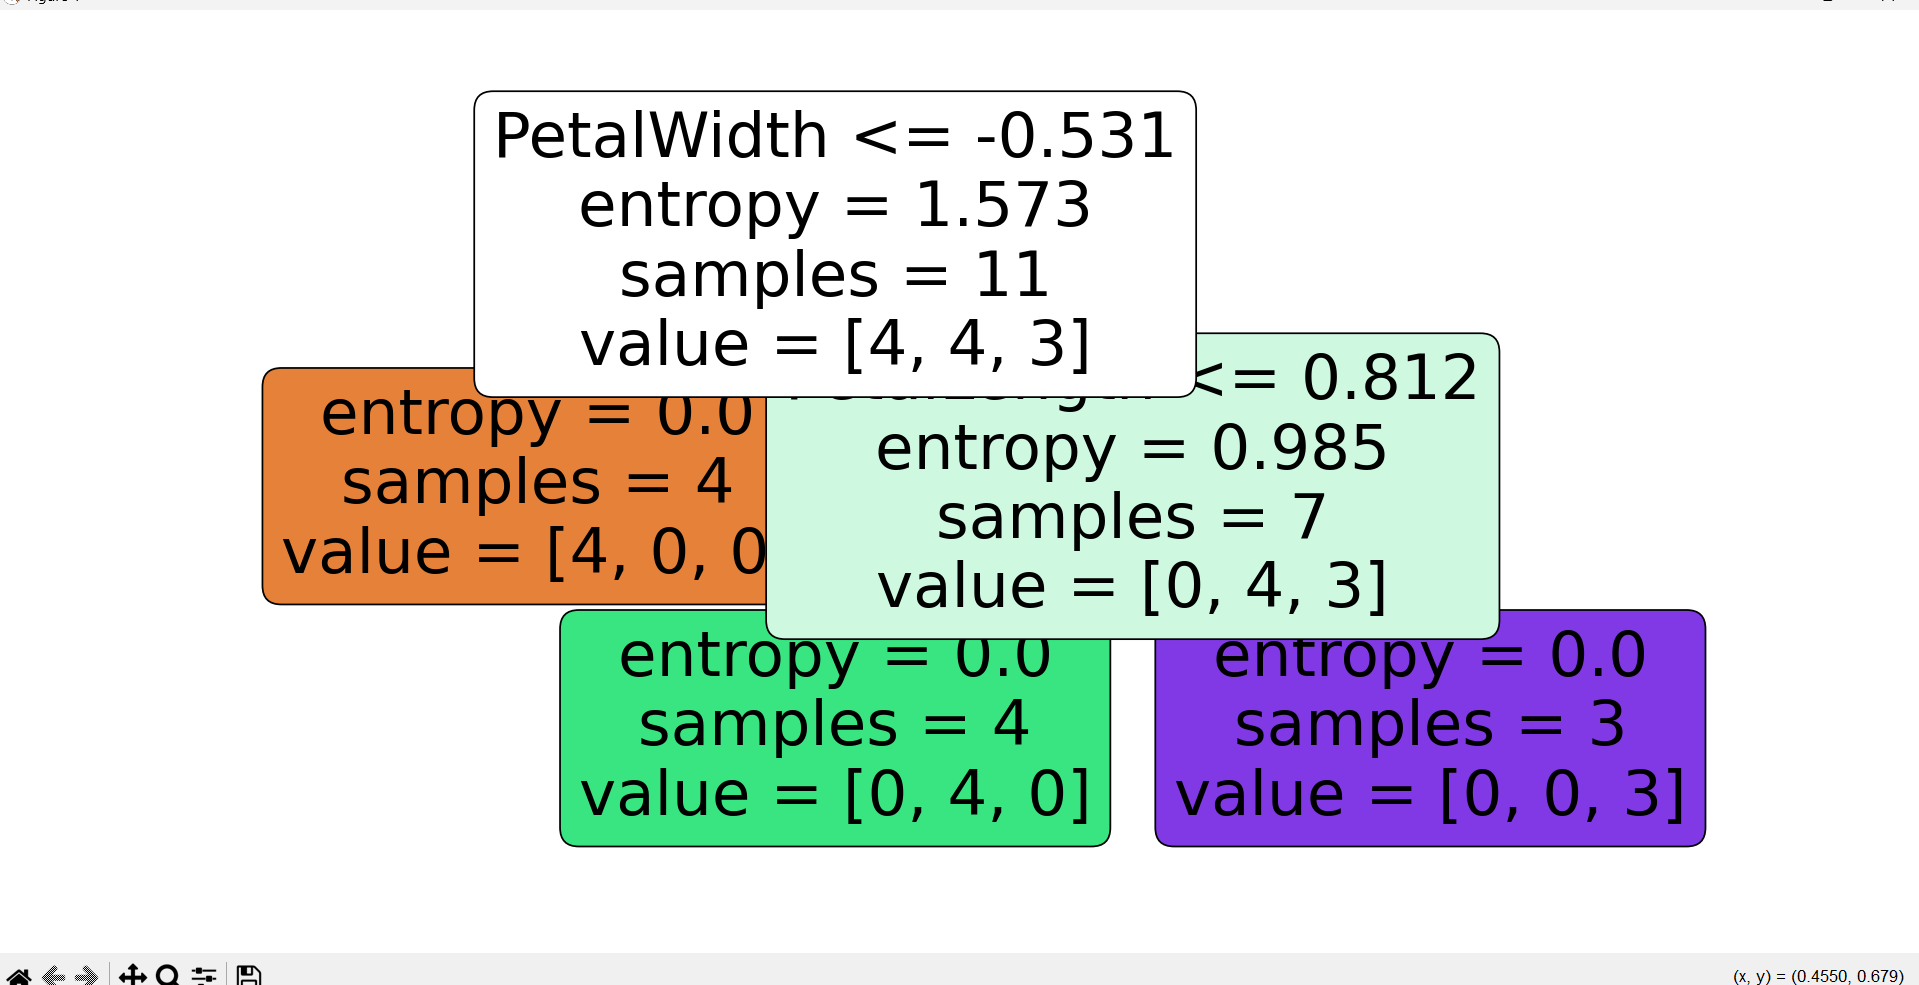 PetalWidth <= -0.531
entropy = 1.573
samples = 11
value = [4, 4, 3]
entropy = 0.0
samples = 4
value = [4, 0, 0
<= 0.812
entropy = 0.985
samples = 7
value = [0, 4, 3]
entropy = 0.0
samples = 4
value = [0, 4, 0]
entropy = 0.0
samples = 3
value = [0, 0, 3]
(x, y) = (0.4550, 0.679)